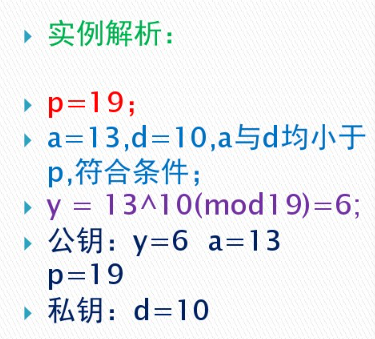 实例解析：
p=19；
a=13,d=10,a与d均小于
p,符合条件；
y = 13^10(mod19)=6;
公钥：y=6  a=13
p=19
私钥：d=10